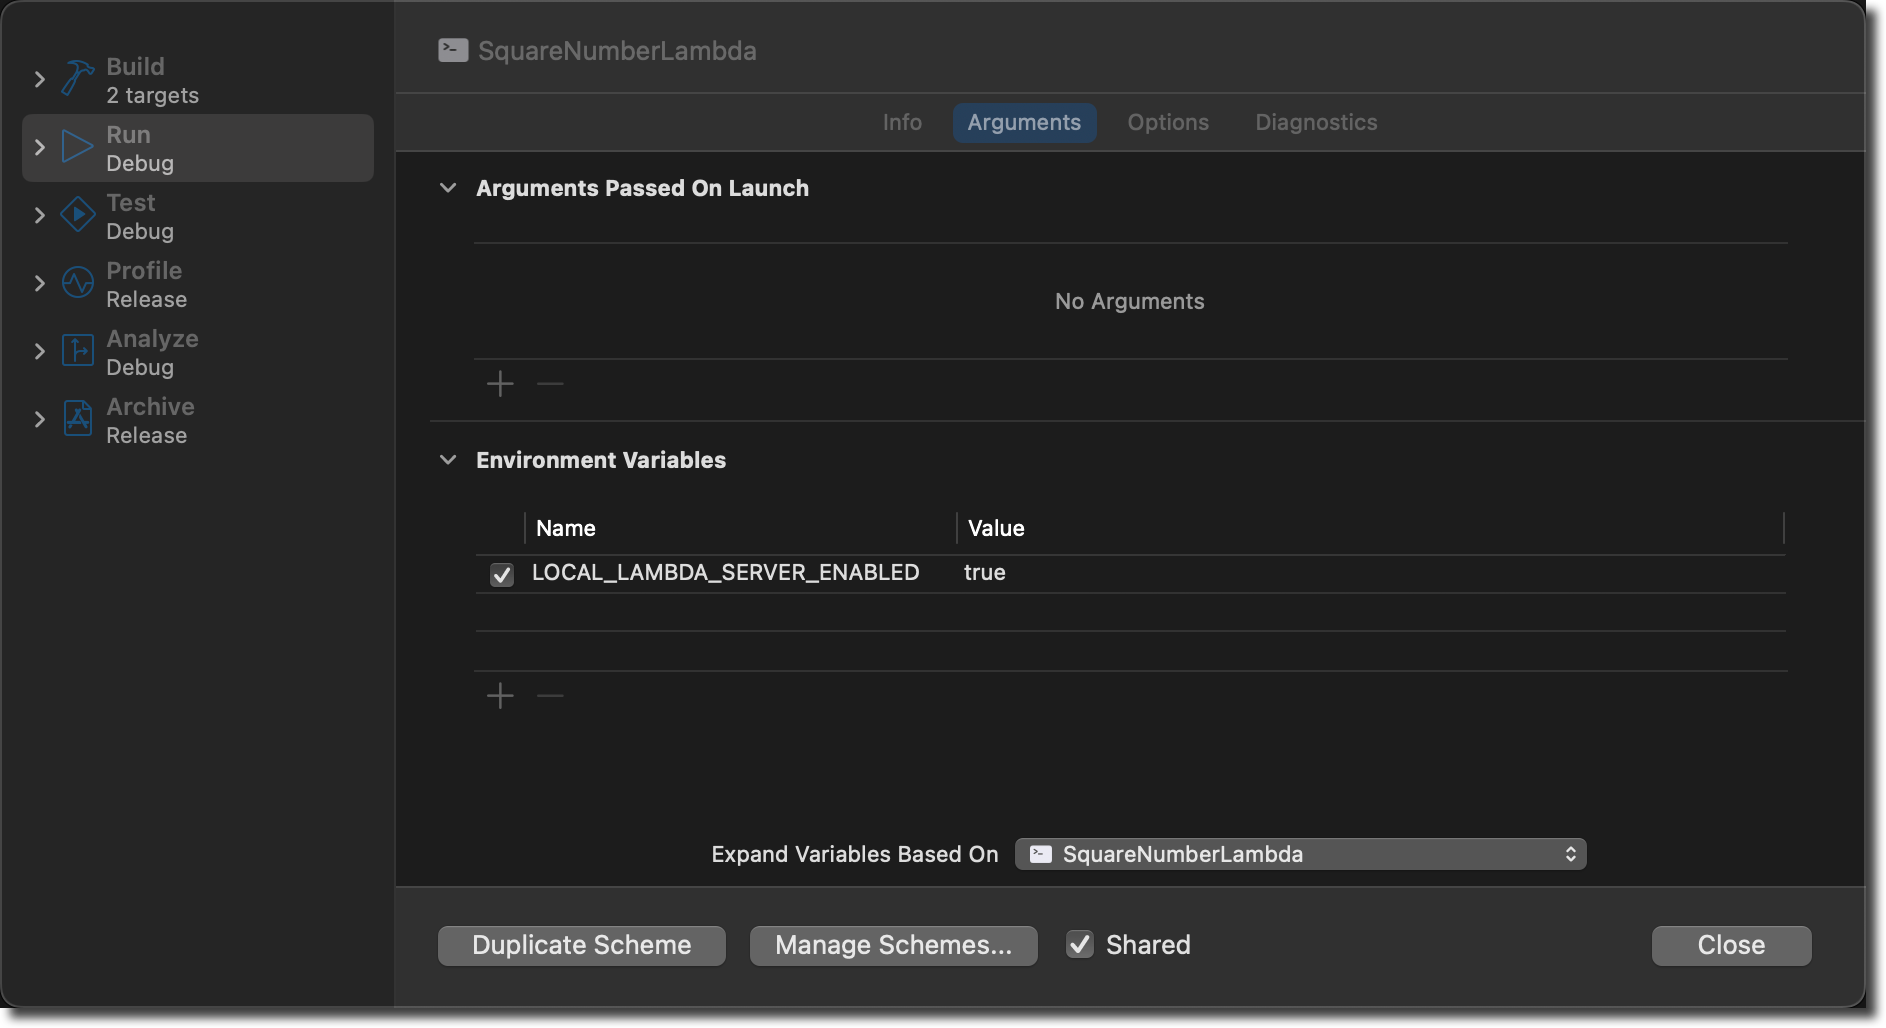 Build
2 targets
Run
Debug
Test
Debug
Profile
Release
Analyze
Debug
Archive
Release
SquareNumberLambda
Info Arguments Options Diagnostics
Arguments Passed On Launch
No Arguments
Environment Variables
Name Value
LOCAL_LAMBDA_SERVER_ENABLED true
Expand Variables Based On SquareNumberLambda
Duplicate Scheme Manage Schemes... Shared Close